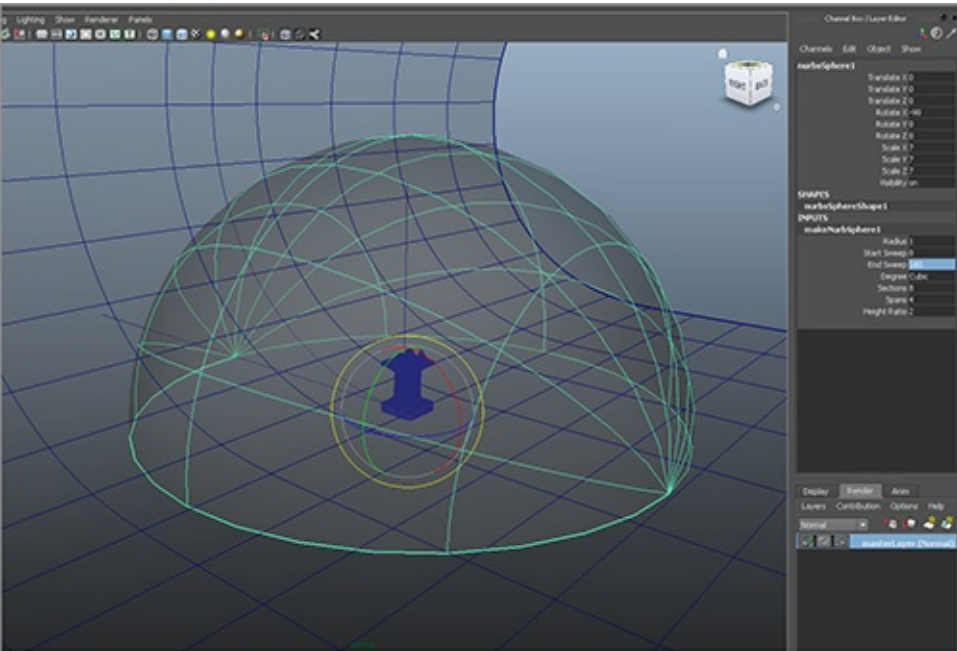 Lighting Show Renderer Panels
RIGHT BACK
Channel Box / Layer Editor
Channels Edit Object Show
nurbsSphere1
Translate X 0
Translate Y 0
Translate Z 0
Rotate X -90
Rotate Y 0
Rotate Z 0
Scale X 7
Scale Y 7
Scale Z 7
Visibility on
SHAPES
nurbsSphereShape1
INPUTS
makeNurbSphere1
Radius 1
Start Sweep 0
End Sweep 180
Degree Cubic
Sections 8
Spans 4
Height Ratio 2
Display Render Anim
Layers Contribution Options Help
Normal
masterLayer (Normal)